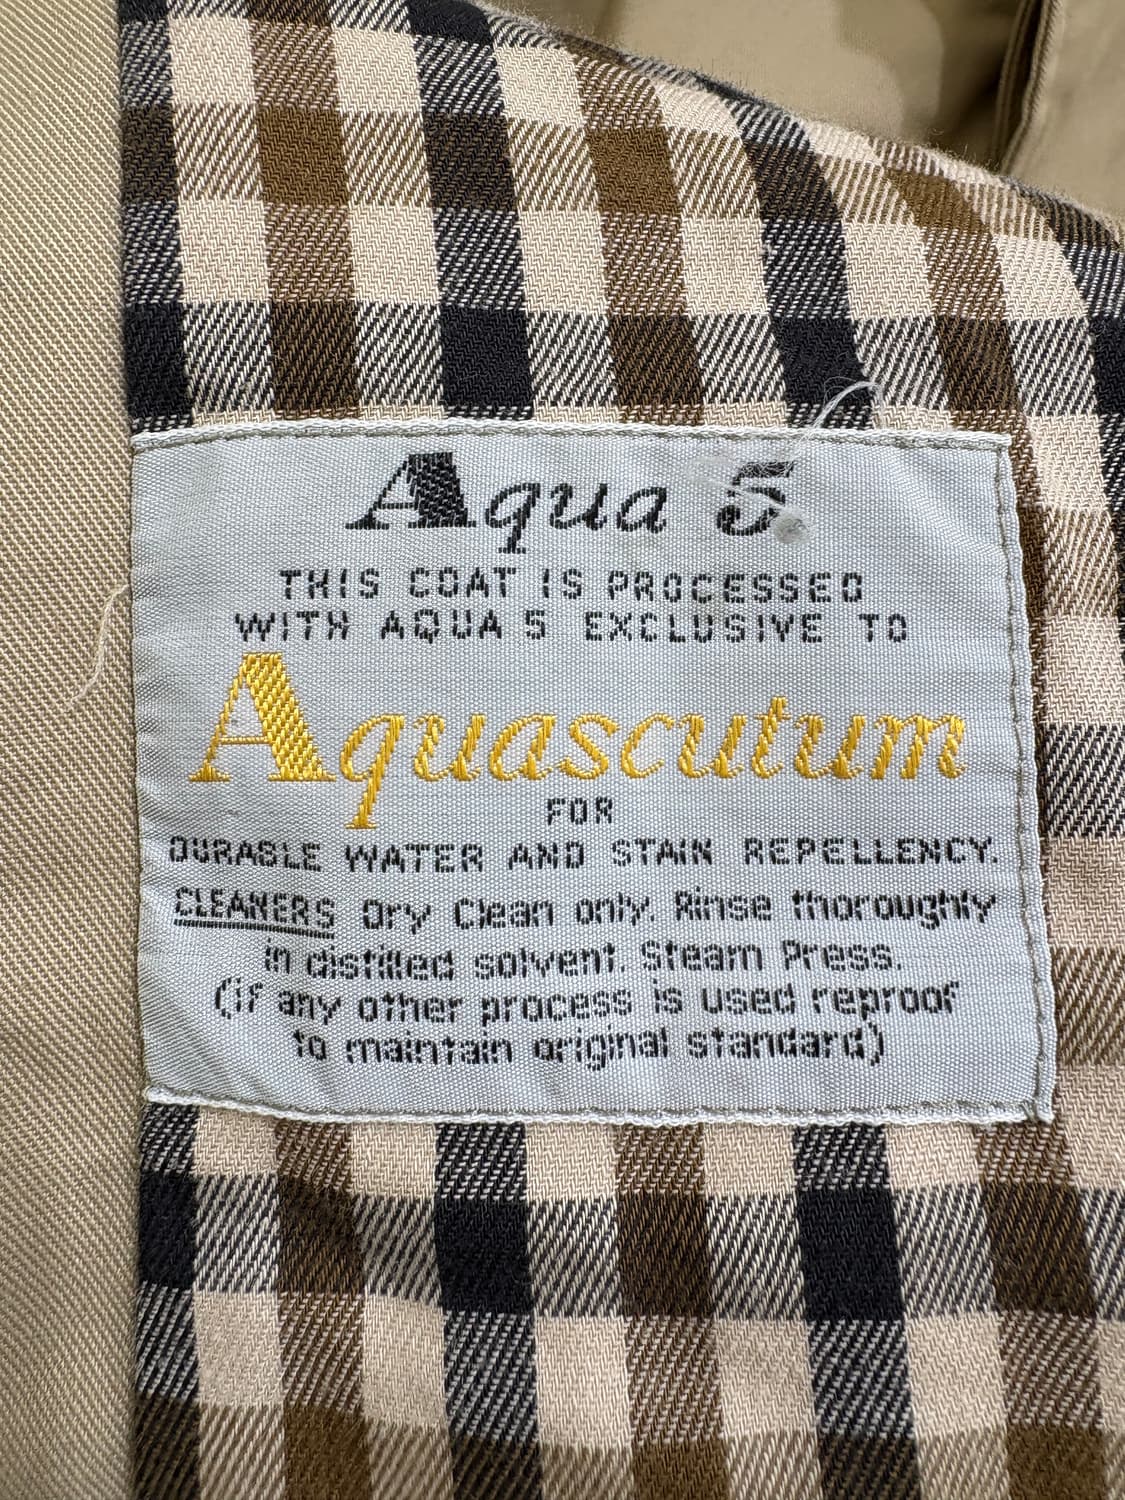 Aqua 5
THIS COAT IS PROCESSED
WITH AQUA 5 EXCLUSIVE TO
Aquascutum
FOR
DURABLE WATER AND STAIN REPELLENCY.
CLEANERS Dry Clean only. Rinse thoroughly
in distilled solvent. Steam Press.
(if any other process is used reproof
to maintain original standard)